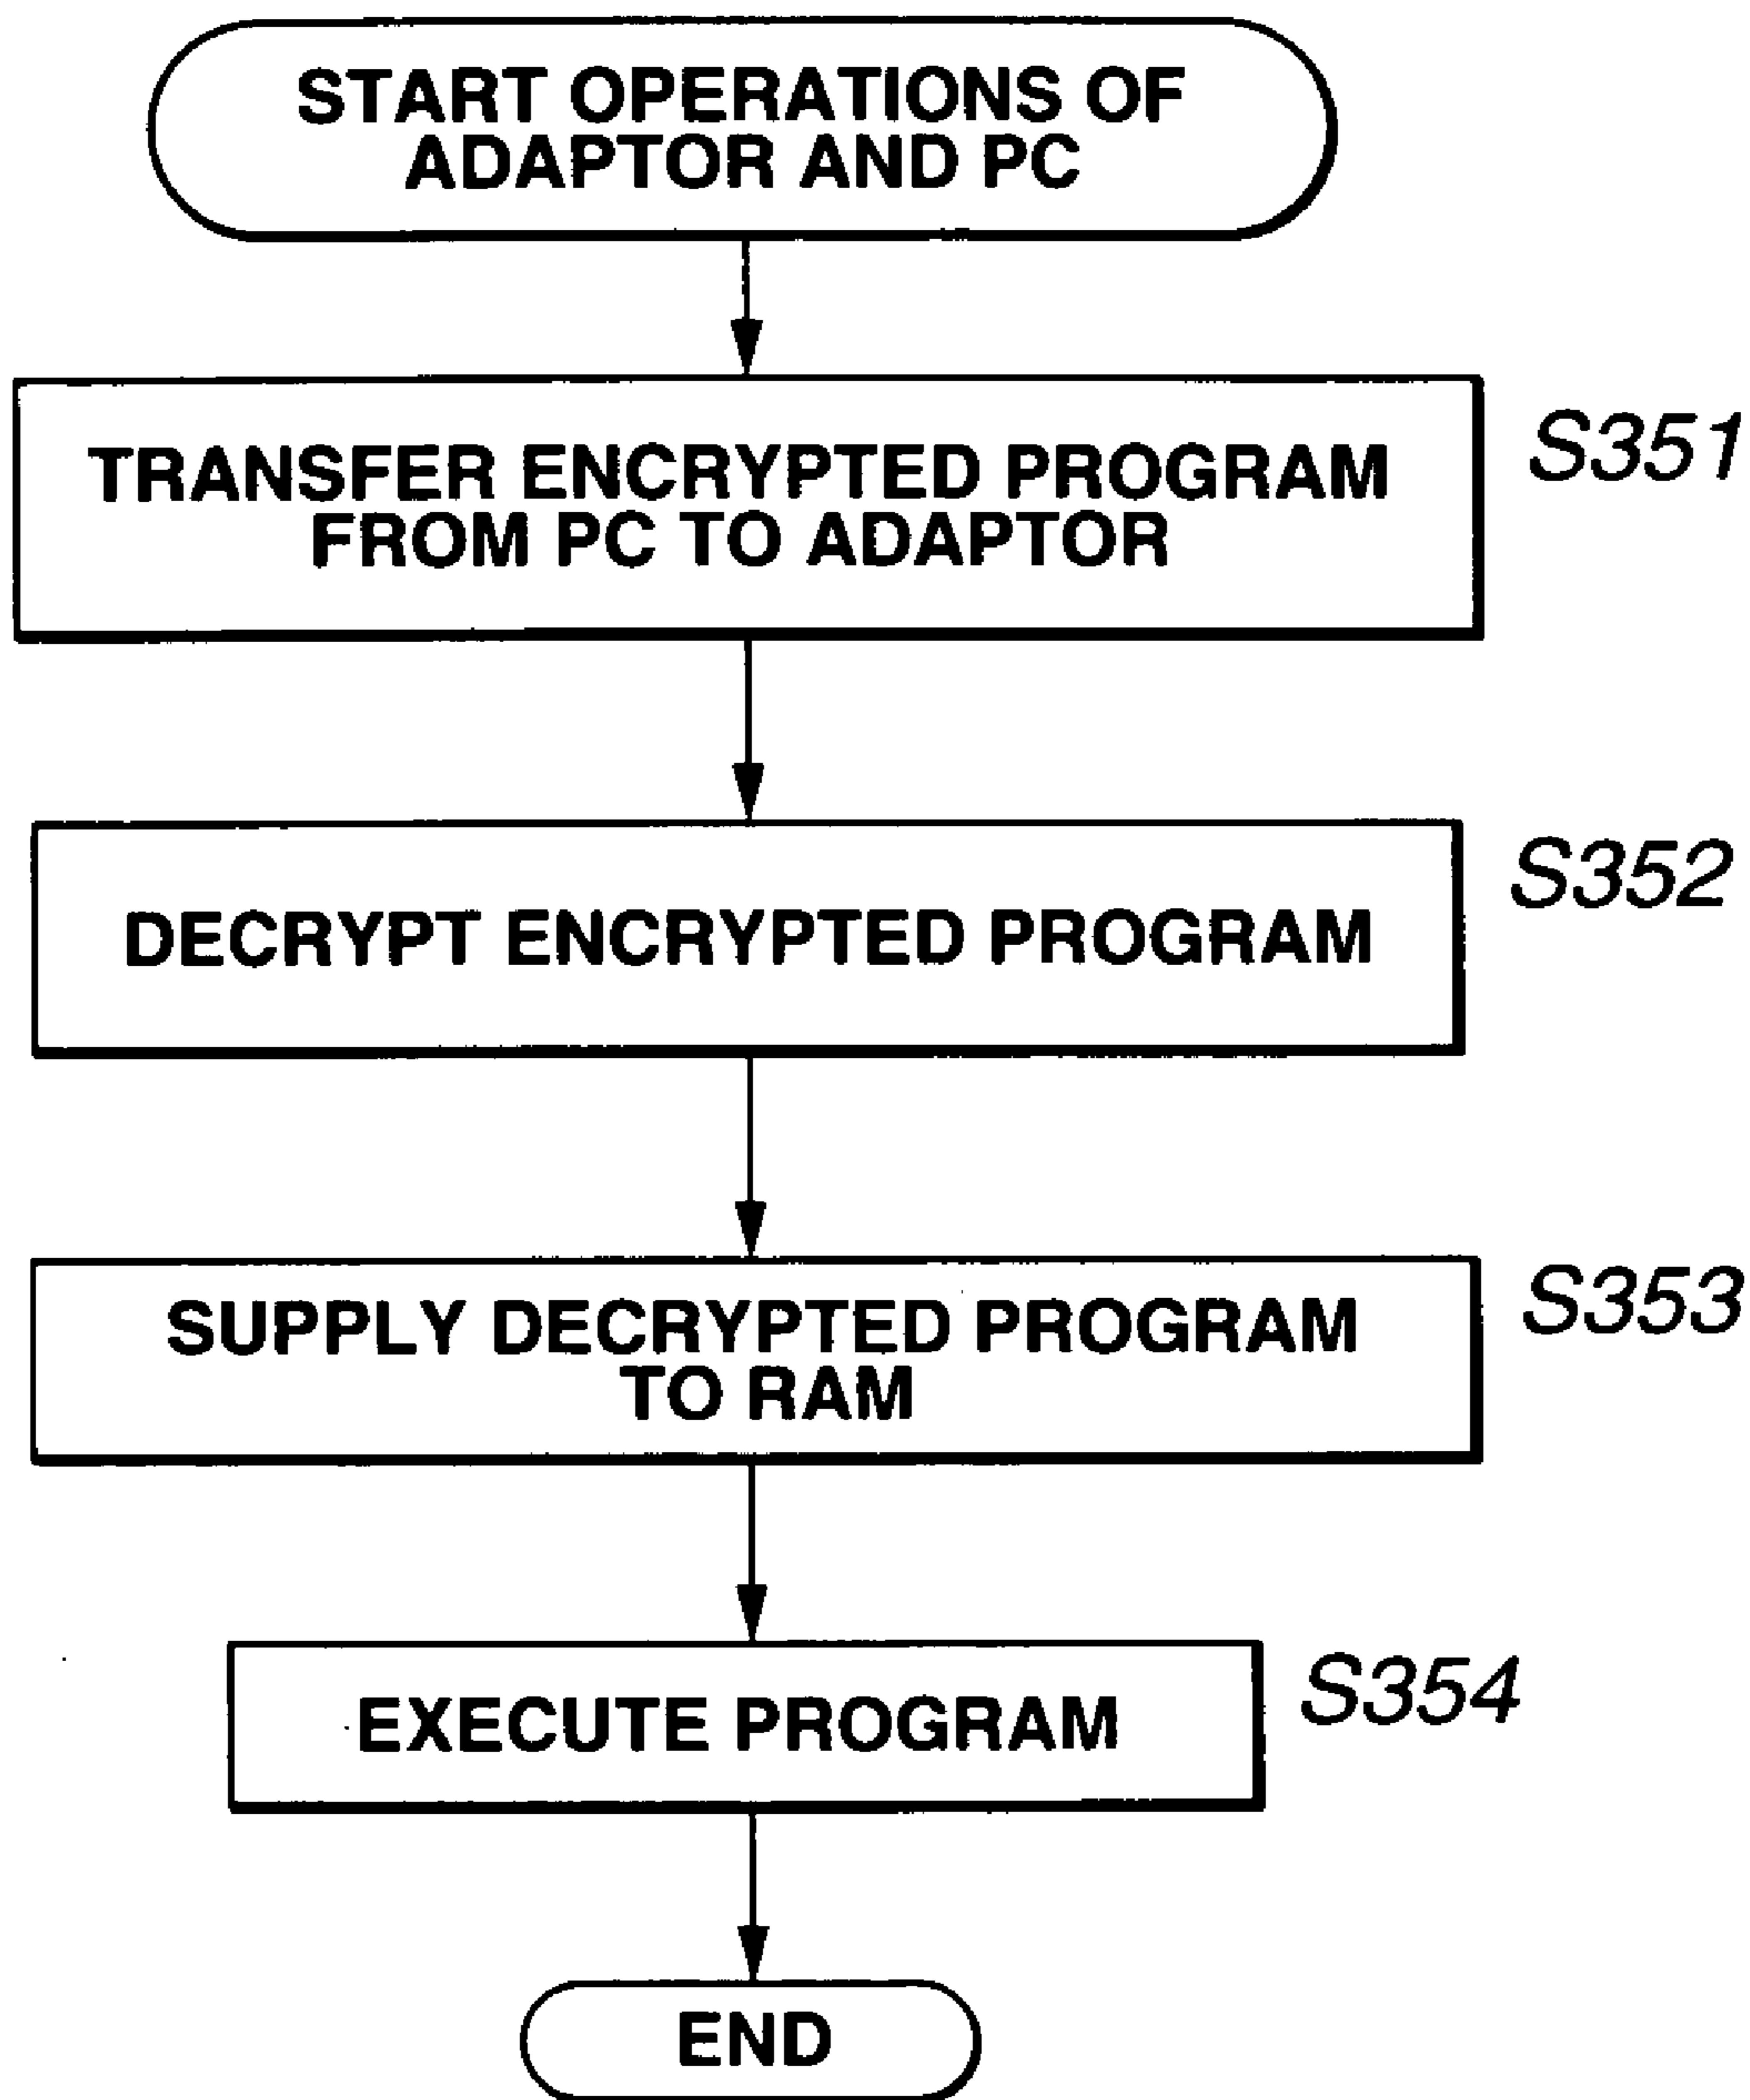 START OPERATIONS OF
ADAPTOR AND PC
TRANSFER ENCRYPTED PROGRAM
FROM PC TO ADAPTOR
S351
DECRYPT ENCRYPTED PROGRAM
S352
SUPPLY DECRYPTED PROGRAM
TO RAM
S353
EXECUTE PROGRAM
S354
END